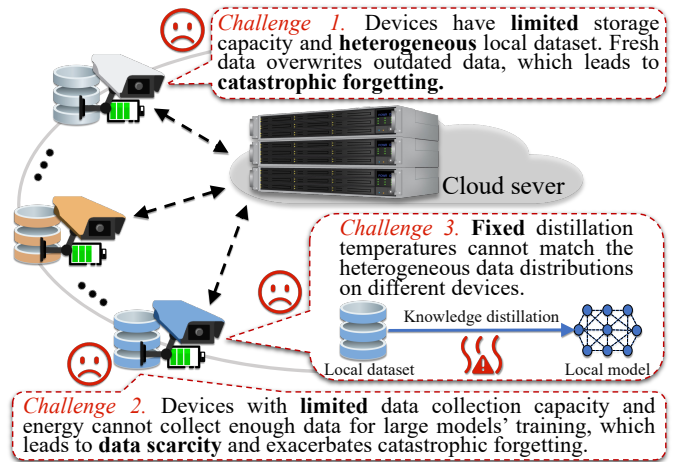 Challenge 1. Devices have limited storage
capacity and heterogeneous local dataset. Fresh
data overwrites outdated data, which leads to
catastrophic forgetting.
Cloud sever
Challenge 3. Fixed distillation
temperatures cannot match the
heterogeneous data distributions
on different devices.
Knowledge distillation
Local dataset
Local model
Challenge 2. Devices with limited data collection capacity and
energy cannot collect enough data for large models' training, which
leads to data scarcity and exacerbates catastrophic forgetting.